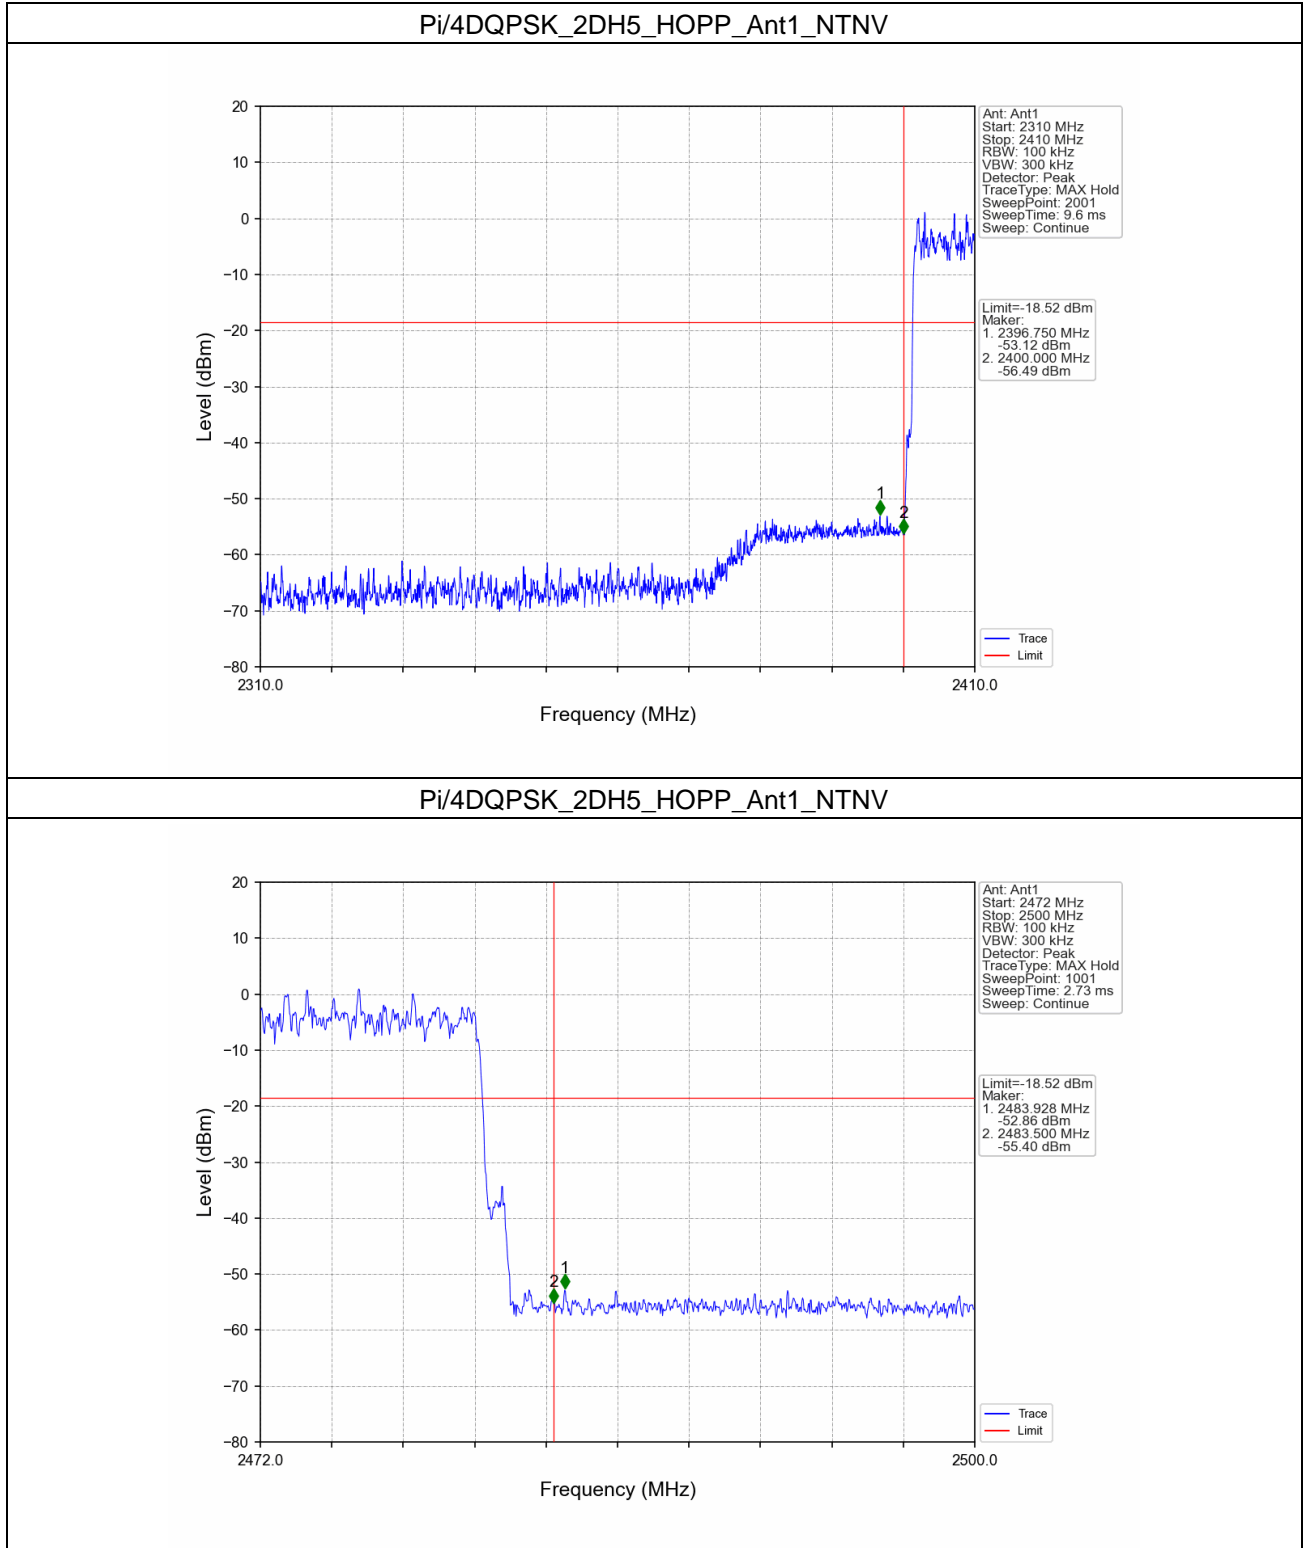 Pi/4DQPSK_2DH5_HOPP_Ant1_NTNV
20
10
0
−10
−20
−30
−40
−50
−60
−70
−80
Level (dBm)
2310.0
2410.0
Frequency (MHz)
1
2
Ant: Ant1
Start: 2310 MHz
Stop: 2410 MHz
RBW: 100 kHz
VBW: 300 kHz
Detector: Peak
TraceType: MAX Hold
SweepPoint: 2001
SweepTime: 9.6 ms
Sweep: Continue
Limit=-18.52 dBm
Maker:
1. 2396.750 MHz
-53.12 dBm
2. 2400.000 MHz
-56.49 dBm
Trace
Limit
Pi/4DQPSK_2DH5_HOPP_Ant1_NTNV
20
10
0
−10
−20
−30
−40
−50
−60
−70
−80
Level (dBm)
2472.0
2500.0
Frequency (MHz)
2
1
Ant: Ant1
Start: 2472 MHz
Stop: 2500 MHz
RBW: 100 kHz
VBW: 300 kHz
Detector: Peak
TraceType: MAX Hold
SweepPoint: 1001
SweepTime: 2.73 ms
Sweep: Continue
Limit=-18.52 dBm
Maker:
1. 2483.928 MHz
-52.86 dBm
2. 2483.500 MHz
-55.40 dBm
Trace
Limit